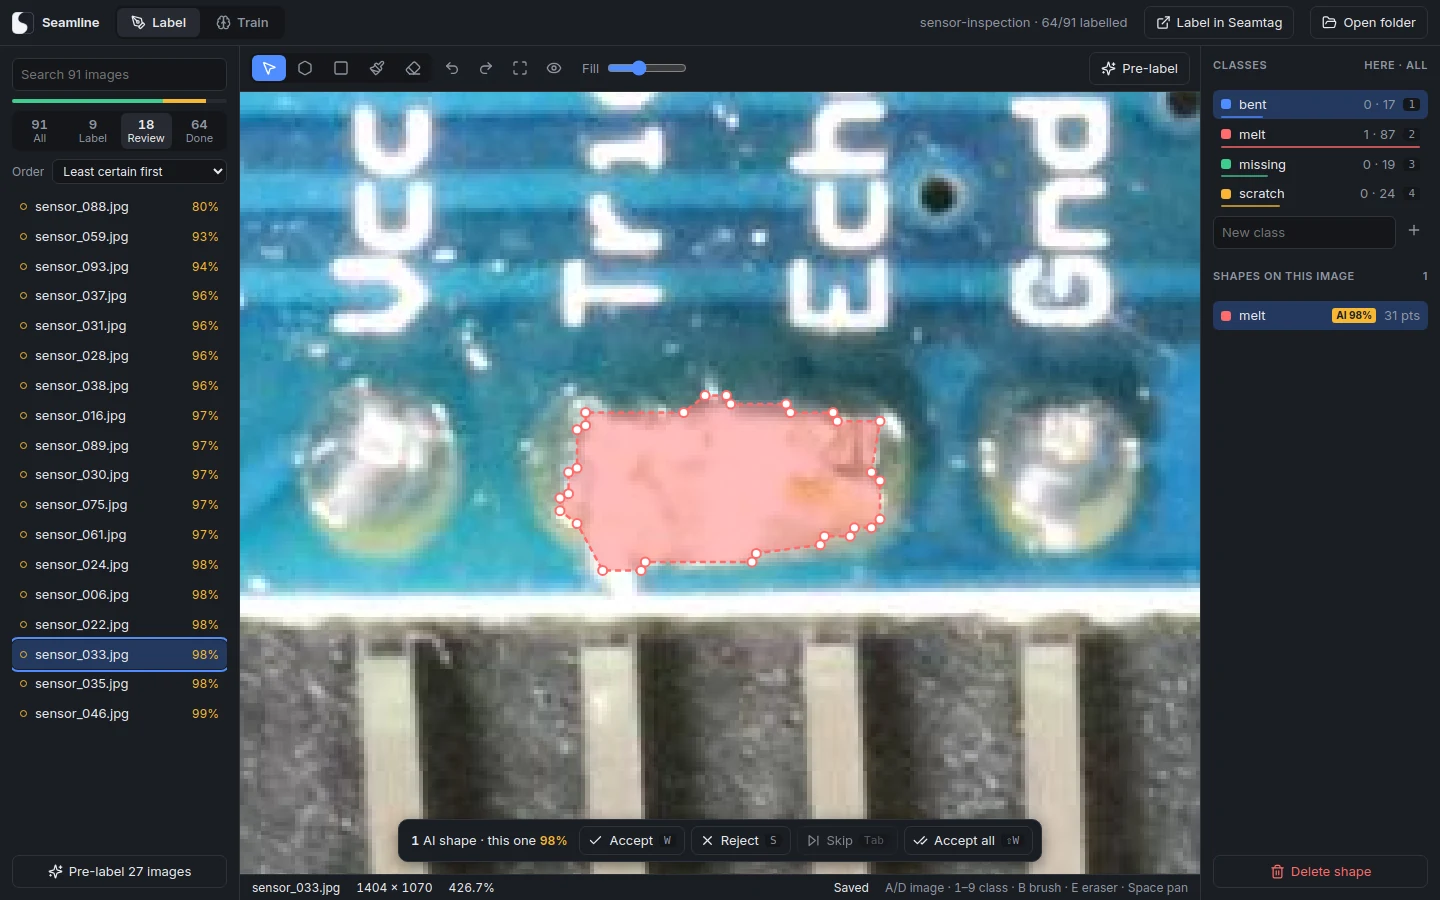 Seamline
Label
Train
sensor-inspection · 64/91 labelled
Label in Seamtag
Open folder
Search 91 images
91
All
9
Label
18
Review
64
Done
Order
Least certain first
sensor_088.jpg 80%
sensor_059.jpg 93%
sensor_093.jpg 94%
sensor_037.jpg 96%
sensor_031.jpg 96%
sensor_028.jpg 96%
sensor_038.jpg 96%
sensor_016.jpg 97%
sensor_089.jpg 97%
sensor_030.jpg 97%
sensor_075.jpg 97%
sensor_061.jpg 97%
sensor_024.jpg 98%
sensor_006.jpg 98%
sensor_022.jpg 98%
sensor_033.jpg 98%
sensor_035.jpg 98%
sensor_046.jpg 99%
Pre-label 27 images
Fill
Pre-label
Vcc
Tri
Ech
Gnd
1 AI shape · this one 98%
Accept W
Reject S
Skip Tab
Accept all ⇧W
sensor_033.jpg 1404 × 1070 426.7%
Saved A/D image · 1–9 class · B brush · E eraser · Space pan
CLASSES HERE · ALL
bent 0 · 17 1
melt 1 · 87 2
missing 0 · 19 3
scratch 0 · 24 4
New class
SHAPES ON THIS IMAGE 1
melt AI 98% 31 pts
Delete shape